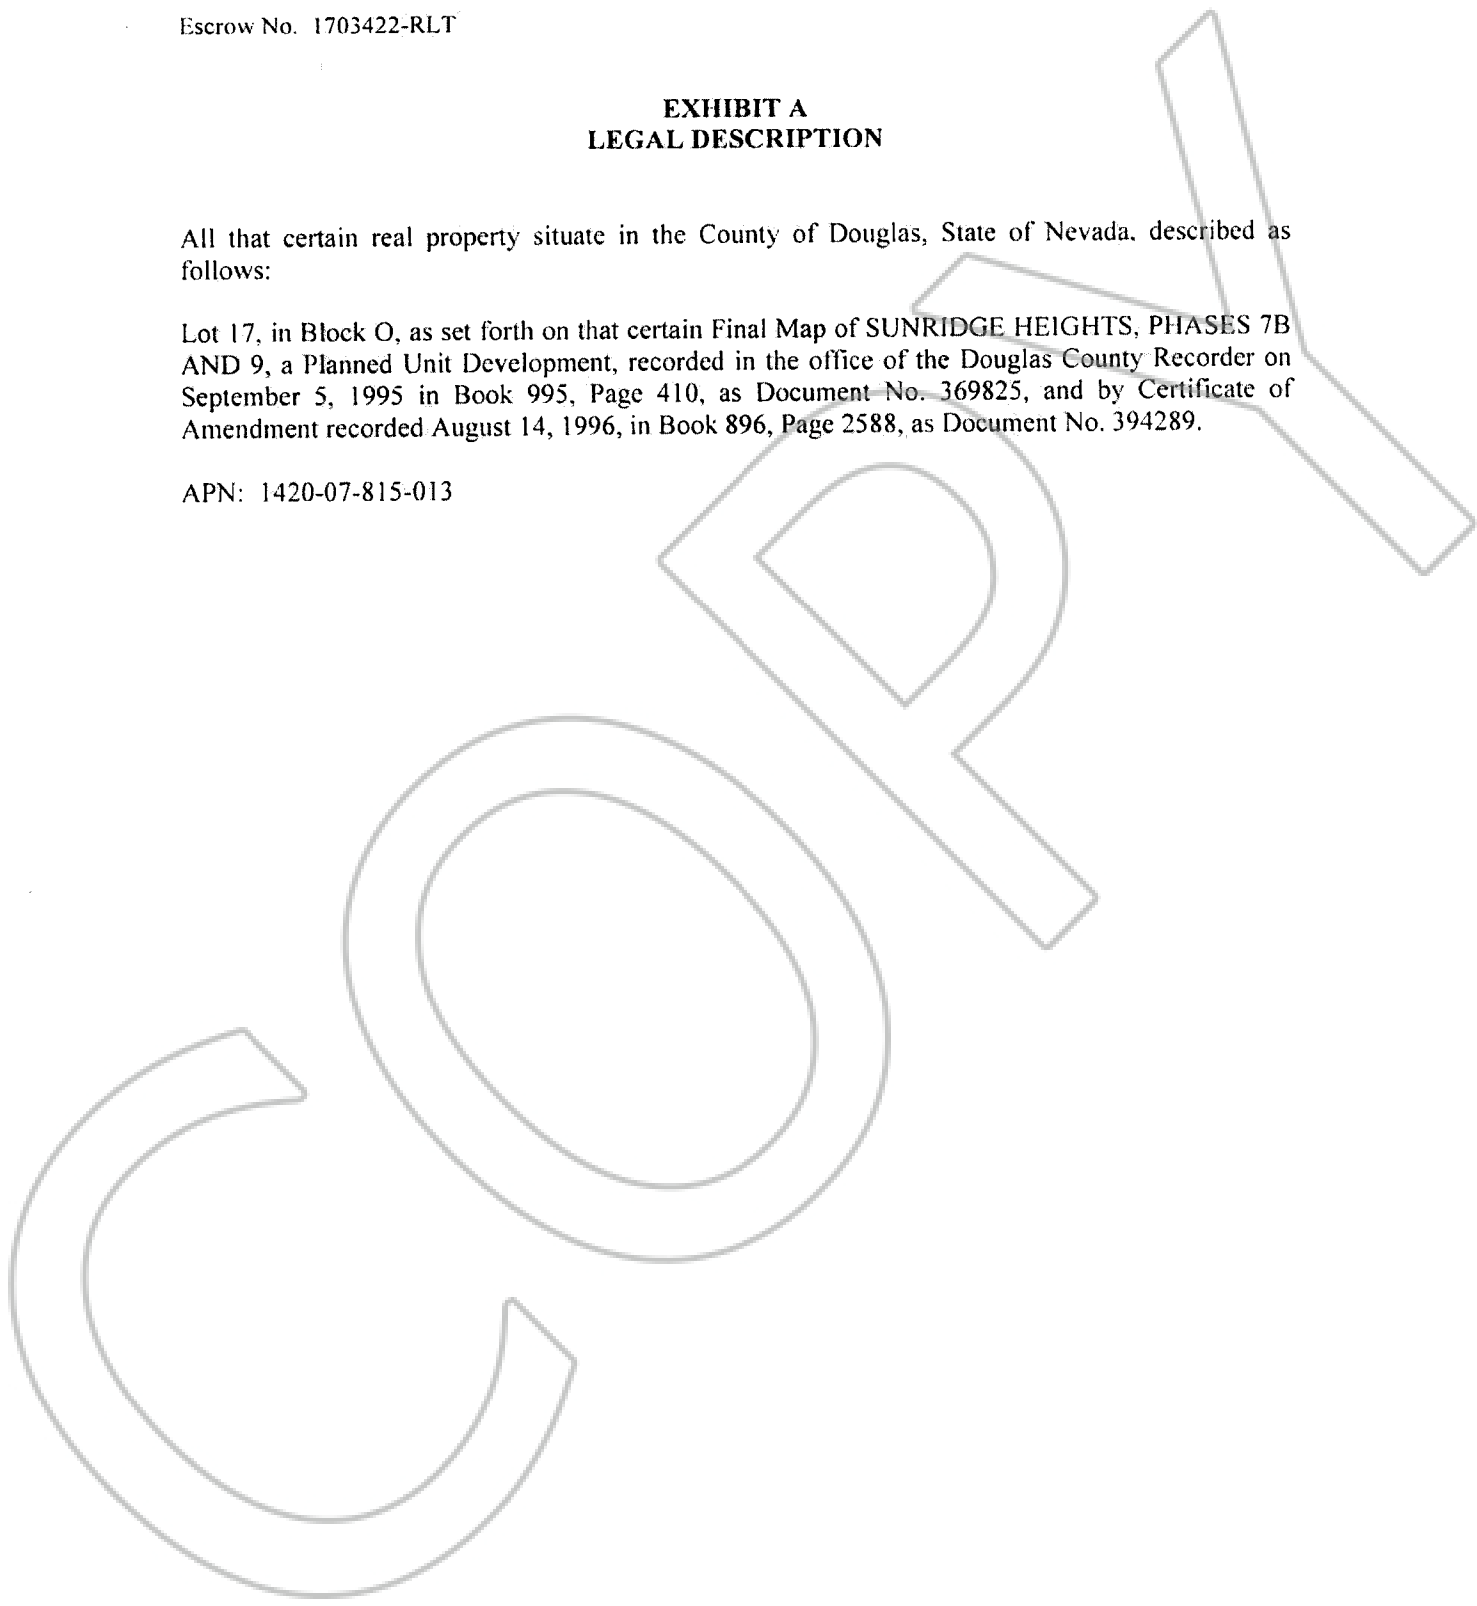 Escrow No. 1703422-RLT
EXHIBIT A
LEGAL DESCRIPTION
All that certain real property situate in the County of Douglas, State of Nevada, described as
follows:
Lot 17, in Block O, as set forth on that certain Final Map of SUNRIDGE HEIGHTS, PHASES 7B
AND 9, a Planned Unit Development, recorded in the office of the Douglas County Recorder on
September 5, 1995 in Book 995, Page 410, as Document No. 369825, and by Certificate of
Amendment recorded August 14, 1996, in Book 896, Page 2588, as Document No. 394289.
APN: 1420-07-815-013
COPY